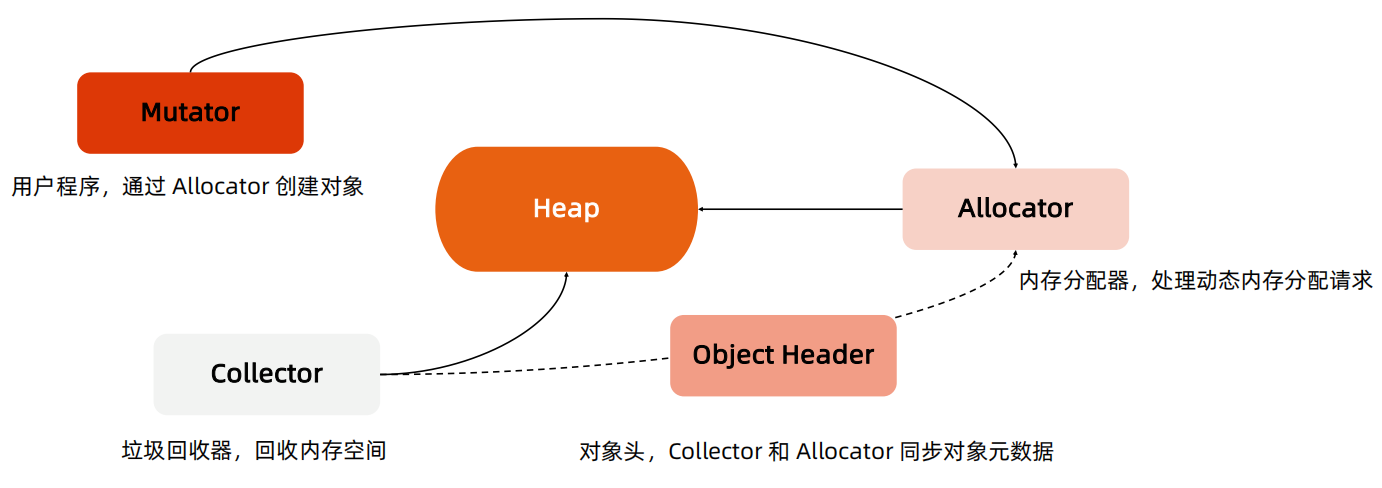 Mutator
用户程序，通过 Allocator 创建对象
Heap
Allocator
内存分配器，处理动态内存分配请求
Object Header
Collector
垃圾回收器，回收内存空间
对象头，Collector 和 Allocator 同步对象元数据